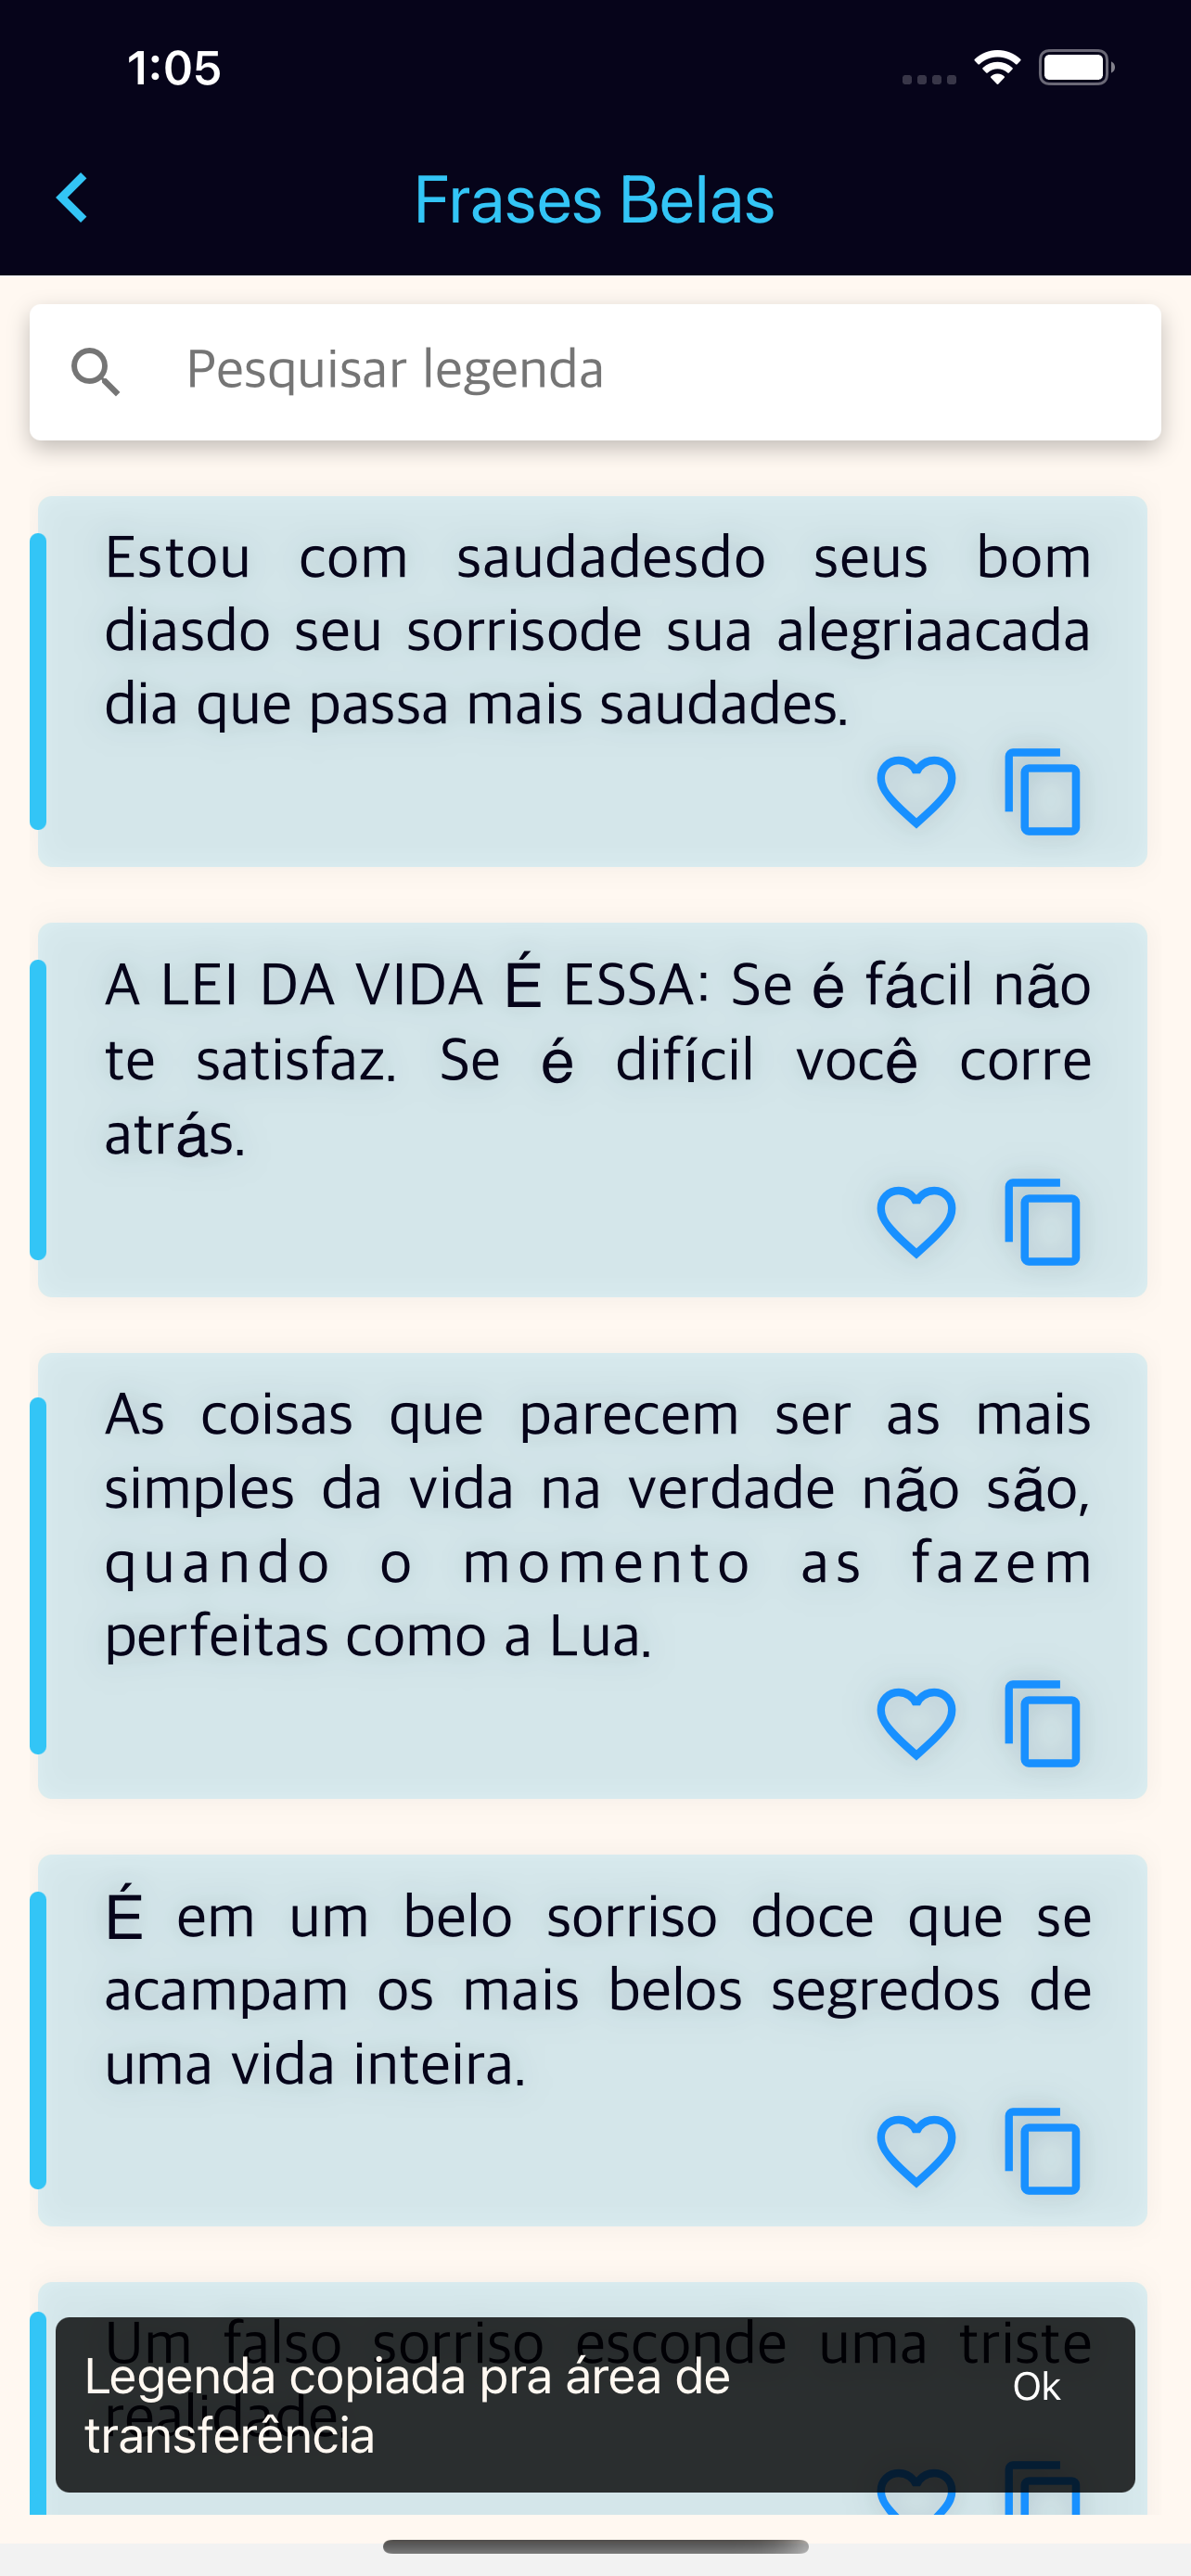 1:05
Frases Belas
Pesquisar legenda
Estou com saudadesdo seus bom
diasdo seu sorrisode sua alegriaacada
dia que passa mais saudades.
A LEI DA VIDA É ESSA: Se é fácil não
te satisfaz. Se é difícil você corre
atrás.
As coisas que parecem ser as mais
simples da vida na verdade não são,
quando o momento as fazem
perfeitas como a Lua.
É em um belo sorriso doce que se
acampam os mais belos segredos de
uma vida inteira.
Um falso sorriso esconde uma triste
realidade.
Legenda copiada pra área de
transferência
Ok